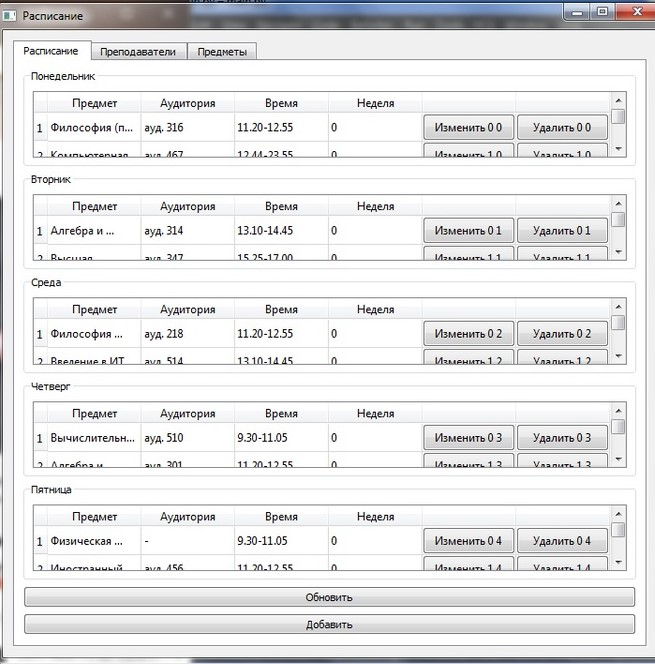 Расписание
Расписание Преподаватели Предметы
Понедельник
Предмет Аудитория Время Неделя
1 Философия (п... ауд. 316 11.20-12.55 0 Изменить 0 0 Удалить 0 0
2 Компьютерная ауд. 467 12.44-23.55 0 Изменить 1 0 Удалить 1 0
Вторник
Предмет Аудитория Время Неделя
1 Алгебра и ... ауд. 314 13.10-14.45 0 Изменить 0 1 Удалить 0 1
2 Высшая ауд. 347 15.25-17.00 0 Изменить 1 1 Удалить 1 1
Среда
Предмет Аудитория Время Неделя
1 Философия ... ауд. 218 11.20-12.55 0 Изменить 0 2 Удалить 0 2
2 Введение в ИТ ауд. 514 13.10-14.45 0 Изменить 1 2 Удалить 1 2
Четверг
Предмет Аудитория Время Неделя
1 Вычислительн... ауд. 510 9.30-11.05 0 Изменить 0 3 Удалить 0 3
2 Алгебра и ауд. 301 11.20-12.55 0 Изменить 1 3 Удалить 1 3
Пятница
Предмет Аудитория Время Неделя
1 Физическая ... - 9.30-11.05 0 Изменить 0 4 Удалить 0 4
2 Иностранный ауд. 456 11.20-12.55 0 Изменить 1 4 Удалить 1 4
Обновить
Добавить